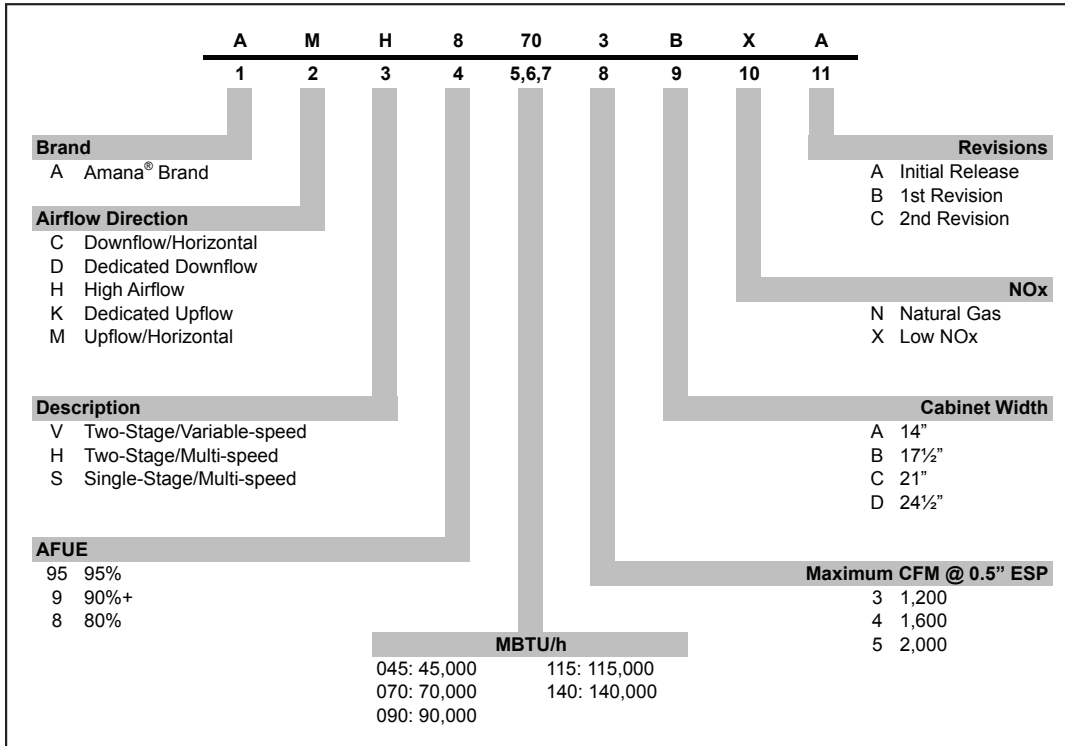 A M H 8 70 3 B X A
1 2 3 4 5,6,7 8 9 10 11
Brand
A Amana® Brand
Airflow Direction
C Downflow/Horizontal
D Dedicated Downflow
H High Airflow
K Dedicated Upflow
M Upflow/Horizontal
Description
V Two-Stage/Variable-speed
H Two-Stage/Multi-speed
S Single-Stage/Multi-speed
AFUE
95 95%
9 90%+
8 80%
MBTU/h
045: 45,000 115: 115,000
070: 70,000 140: 140,000
090: 90,000
Revisions
A Initial Release
B 1st Revision
C 2nd Revision
NOx
N Natural Gas
X Low NOx
Cabinet Width
A 14”
B 17½”
C 21”
D 24½”
Maximum CFM @ 0.5” ESP
3 1,200
4 1,600
5 2,000